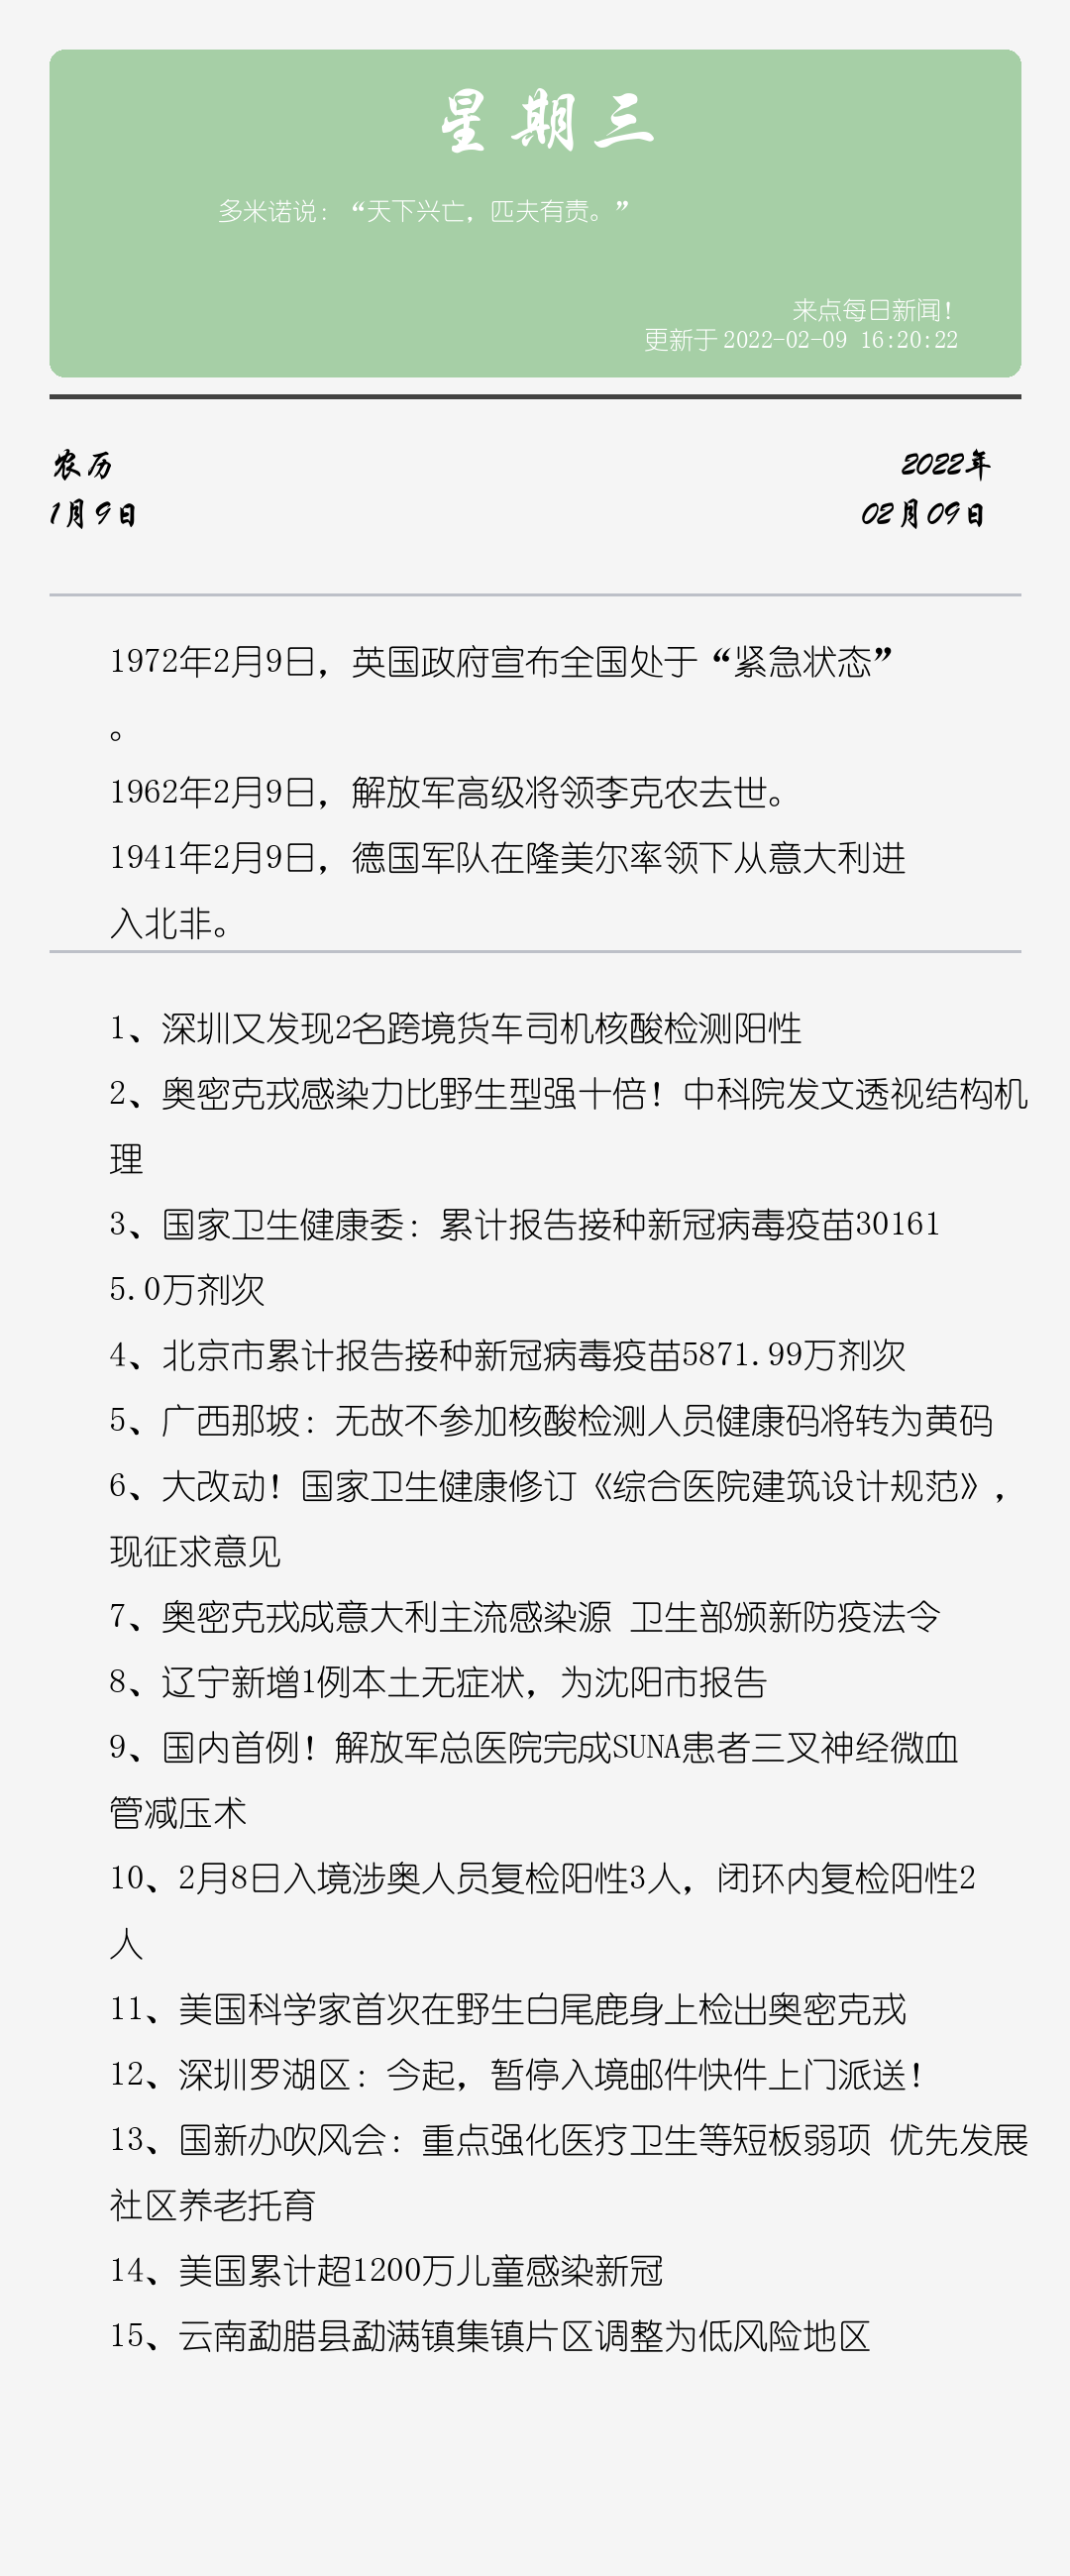 星期三
多米诺说：“天下兴亡，匹夫有责。”
来点每日新闻！
更新于 2022-02-09 16:20:22
农历
2022年
1月9日
02月09日
1972年2月9日，英国政府宣布全国处于“紧急状态”
。
1962年2月9日，解放军高级将领李克农去世。
1941年2月9日，德国军队在隆美尔率领下从意大利进
入北非。
1、深圳又发现2名跨境货车司机核酸检测阳性
2、奥密克戎感染力比野生型强十倍！中科院发文透视结构机
理
3、国家卫生健康委：累计报告接种新冠病毒疫苗30161
5.0万剂次
4、北京市累计报告接种新冠病毒疫苗5871.99万剂次
5、广西那坡：无故不参加核酸检测人员健康码将转为黄码
6、大改动！国家卫生健康修订《综合医院建筑设计规范》，
现征求意见
7、奥密克戎成意大利主流感染源 卫生部颁新防疫法令
8、辽宁新增1例本土无症状，为沈阳市报告
9、国内首例！解放军总医院完成SUNA患者三叉神经微血
管减压术
10、2月8日入境涉奥人员复检阳性3人，闭环内复检阳性2
人
11、美国科学家首次在野生白尾鹿身上检出奥密克戎
12、深圳罗湖区：今起，暂停入境邮件快件上门派送！
13、国新办吹风会：重点强化医疗卫生等短板弱项 优先发展
社区养老托育
14、美国累计超1200万儿童感染新冠
15、云南勐腊县勐满镇集镇片区调整为低风险地区